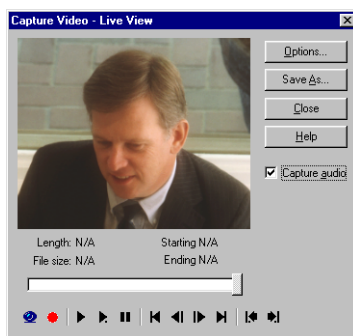 Capture Video - Live View
Options...
Save As...
Close
Help
Capture audio
Length: N/A
Starting N/A
File size: N/A
Ending N/A